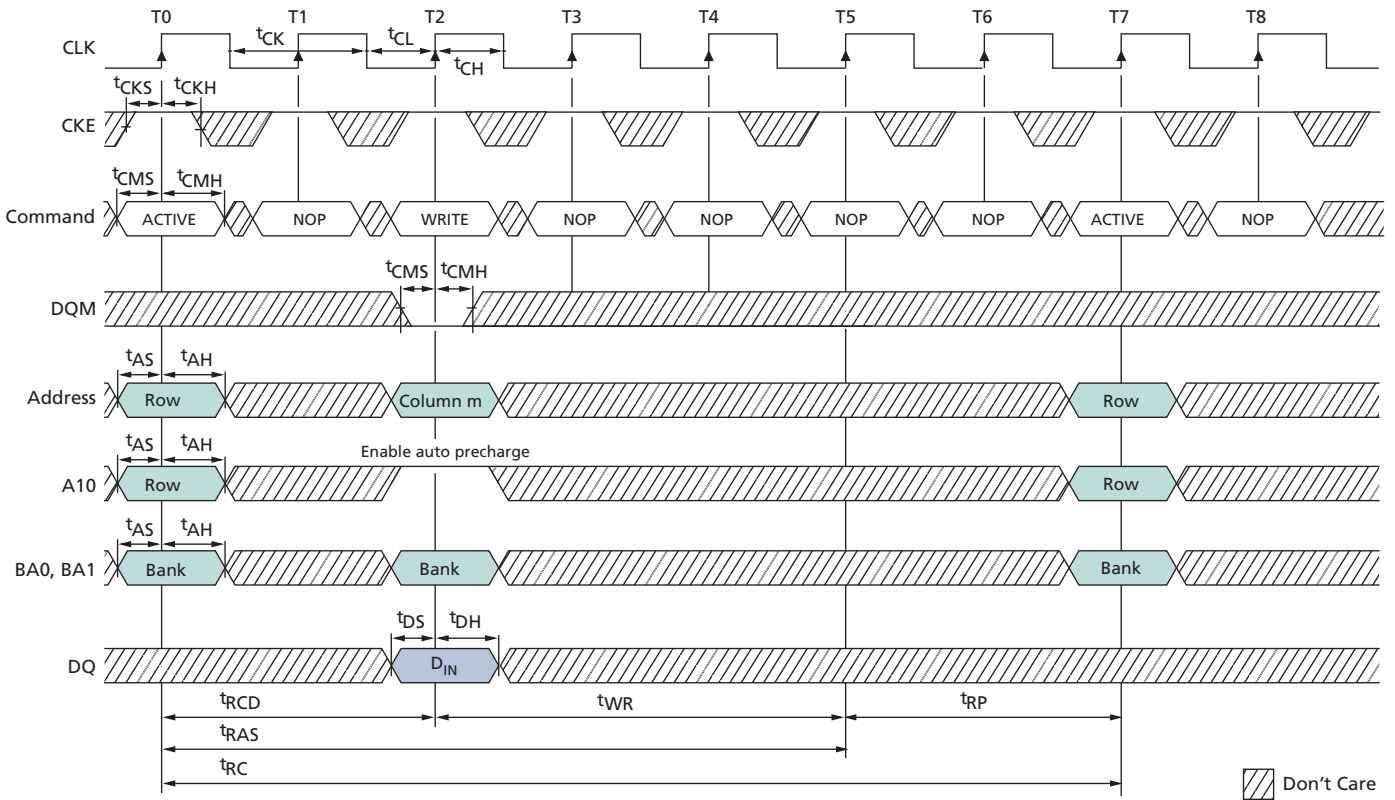 T0 T1 T2 T3 T4 T5 T6 T7 T8
CLK
tCK tCL
tCH
tCKS tCKH
CKE
tCMS tCMH
Command ACTIVE NOP WRITE NOP NOP NOP NOP ACTIVE NOP
tCMS tCMH
DQM
tAS tAH
Address Row Column m Row
tAS tAH Enable auto precharge
A10 Row Row
tAS tAH
BA0, BA1 Bank Bank Bank
tDS tDH
DQ DIN
tRCD tWR tRP
tRAS
tRC
Don't Care